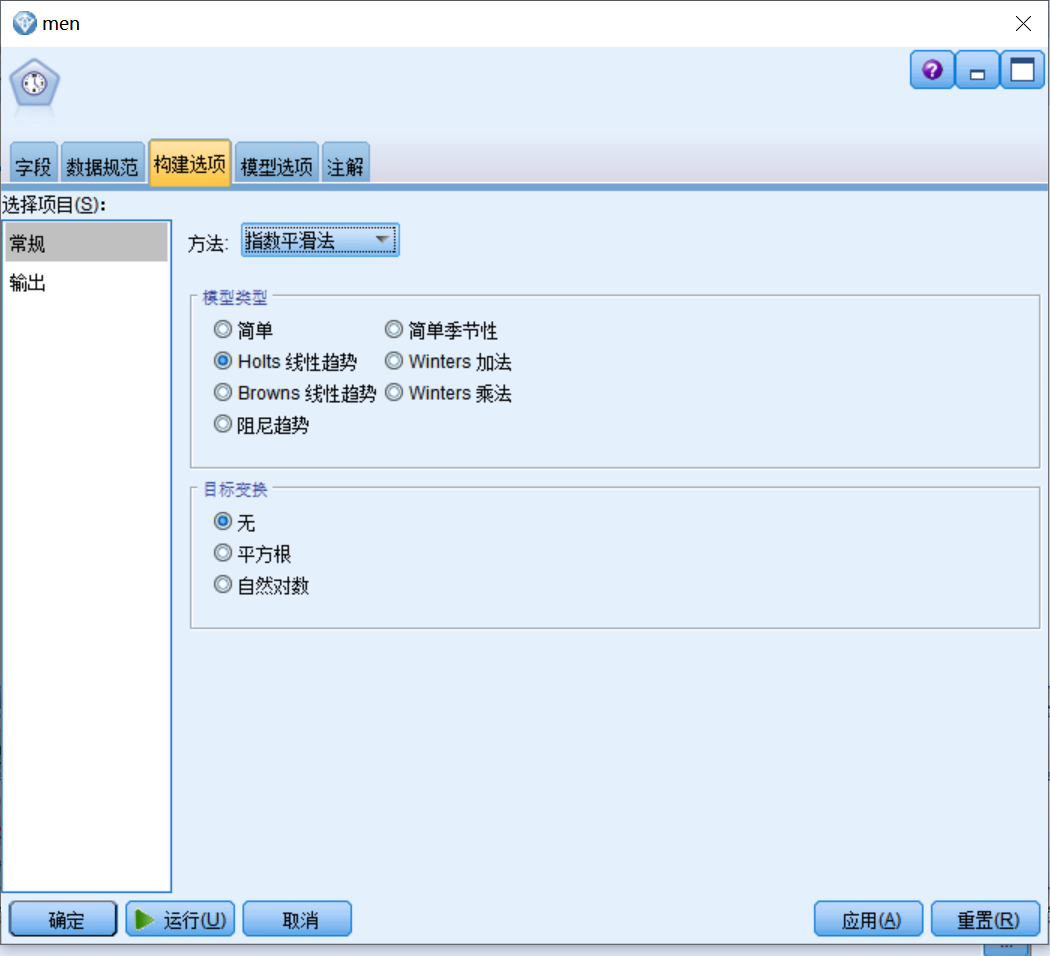 men
字段 数据规范 构建选项 模型选项 注解
选择项目(S):
常规
输出
方法: 指数平滑法
模型类型
简单 简单季节性
Holts 线性趋势 Winters 加法
Browns 线性趋势 Winters 乘法
阻尼趋势
目标变换
无
平方根
自然对数
确定 运行(U) 取消 应用(A) 重置(R)